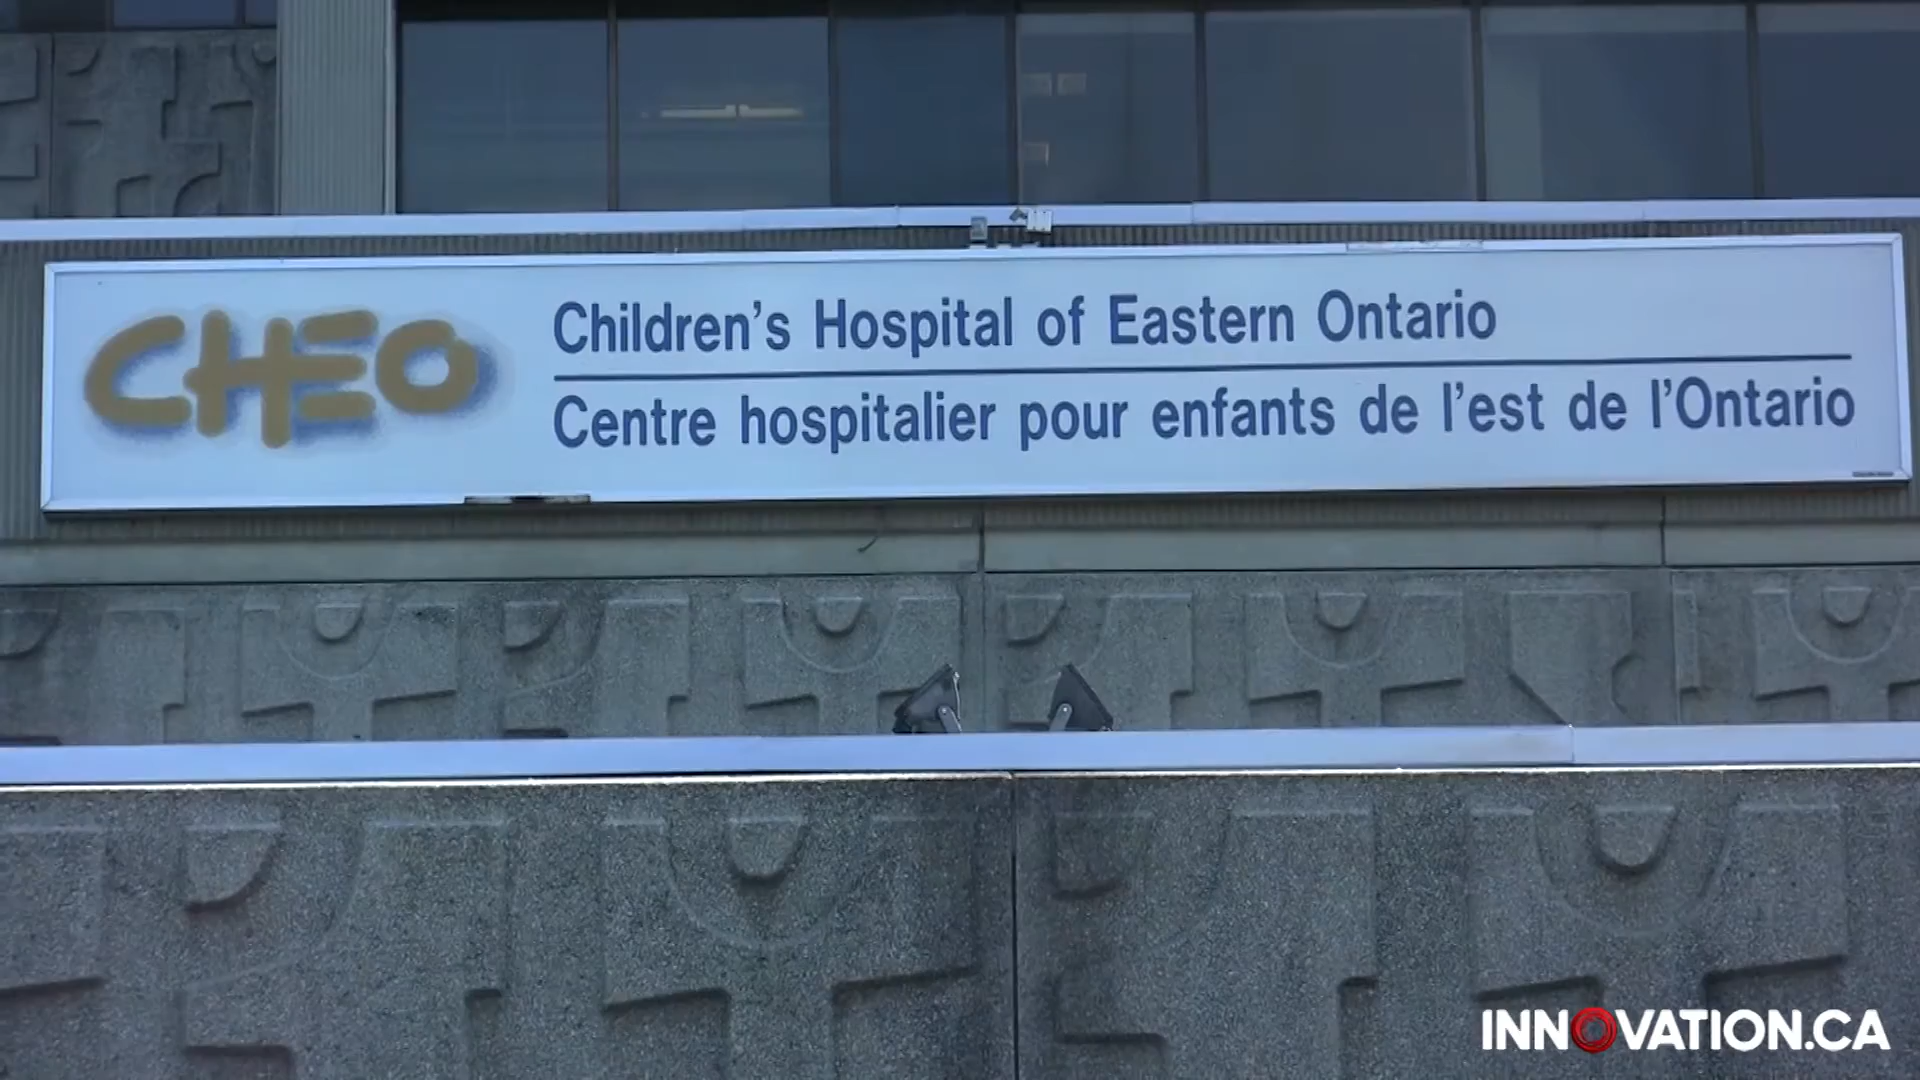 CHEO
Children's Hospital of Eastern Ontario
Centre hospitalier pour enfants de l'est de l'Ontario
INNOVATION.CA